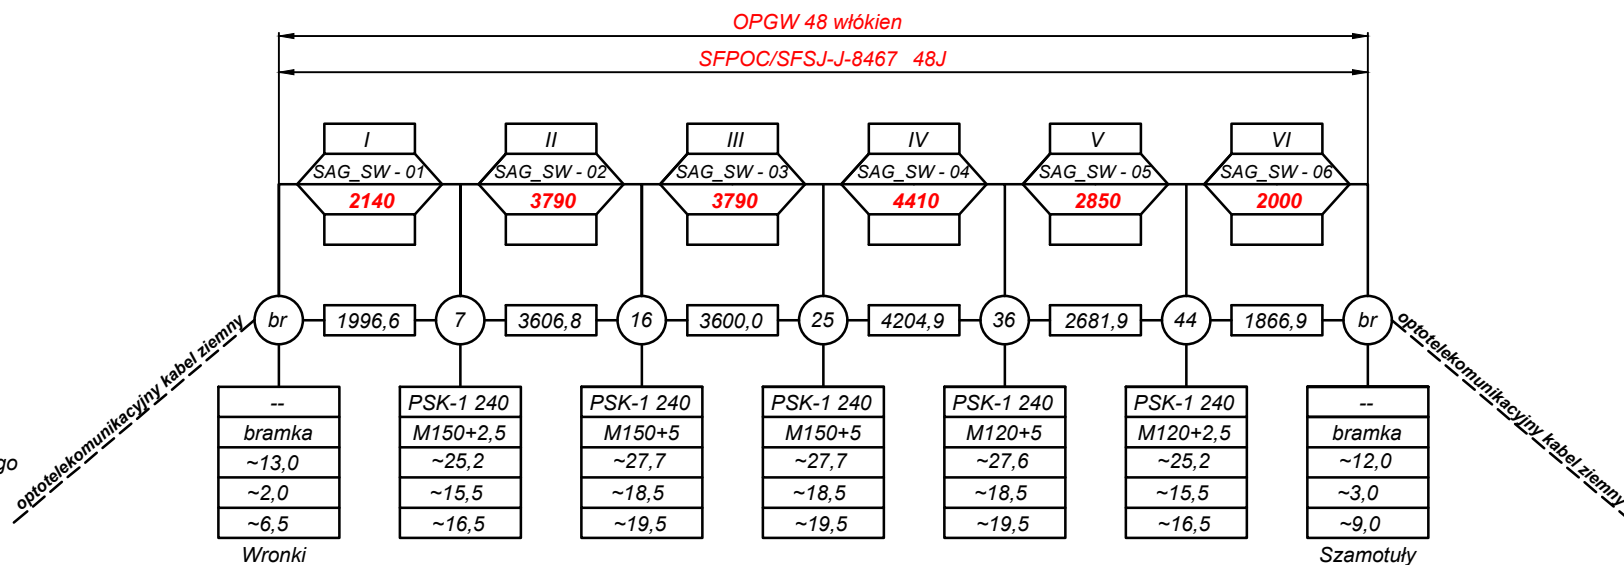 OPGW 48 włókien
SFPOC/SFSJ-J-8467 48J
I II III IV V VI
SAG_SW - 01 SAG_SW - 02 SAG_SW - 03 SAG_SW - 04 SAG_SW - 05 SAG_SW - 06
2140 3790 3790 4410 2850 2000
optotelekomunikacyjny kabel ziemny
br 1996,6 7 3606,8 16 3600,0 25 4204,9 36 2681,9 44 1866,9 br
optotelekomunikacyjny kabel ziemny
-- PSK-1 240 PSK-1 240 PSK-1 240 PSK-1 240 PSK-1 240 --
bramka M150+2,5 M150+5 M150+5 M120+5 M120+2,5 bramka
go ~13,0 ~25,2 ~27,7 ~27,7 ~27,6 ~25,2 ~12,0
~2,0 ~15,5 ~18,5 ~18,5 ~18,5 ~15,5 ~3,0
~6,5 ~16,5 ~19,5 ~19,5 ~19,5 ~16,5 ~9,0
Wronki Szamotuły